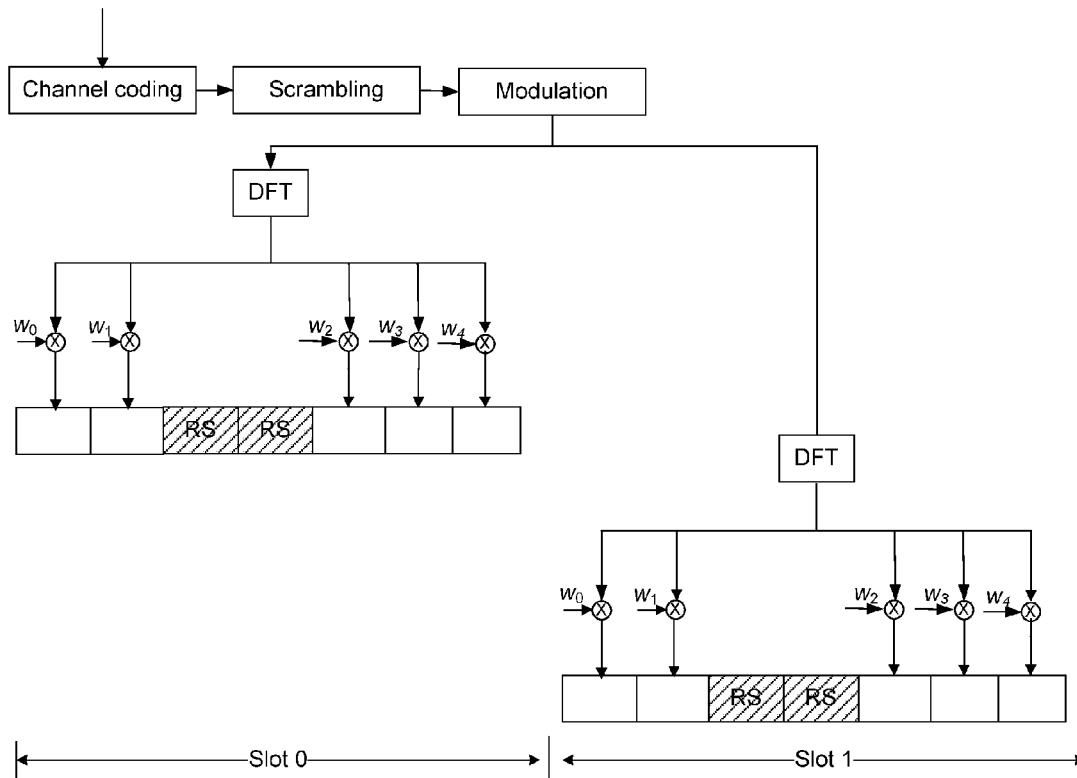 Channel coding Scrambling Modulation
DFT
w0 w1 w2 w3 w4
X X X X X
RS RS
DFT
w0 w1 w2 w3 w4
X X X X X
RS RS
Slot 0 Slot 1